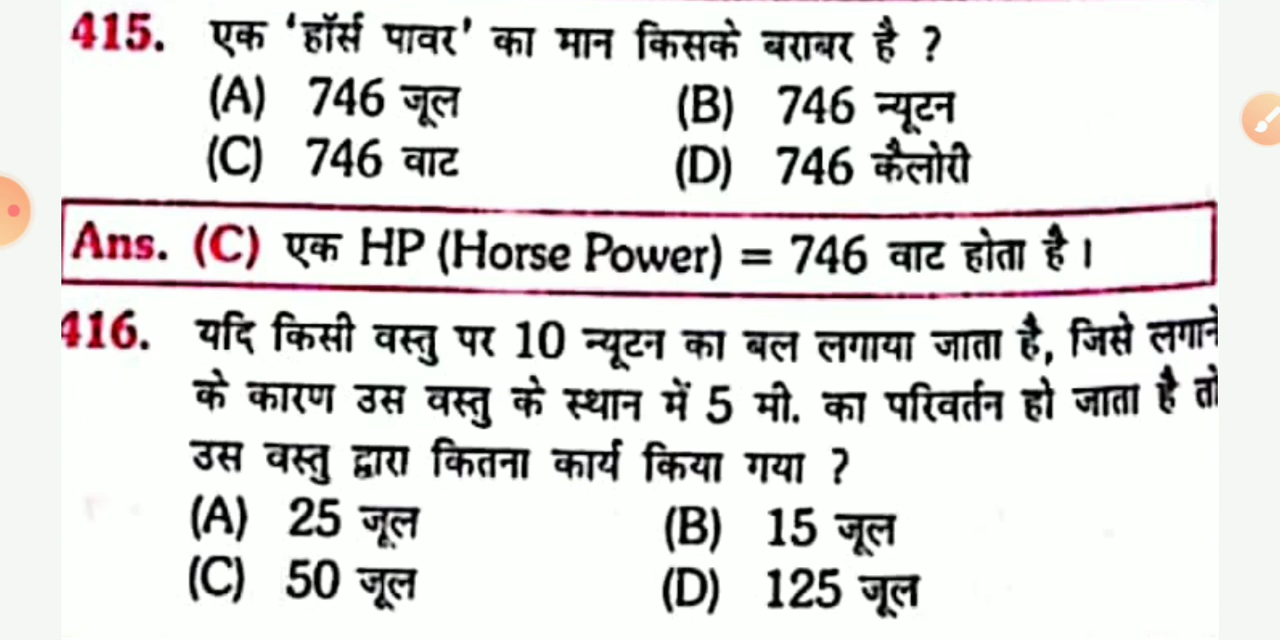 415. एक 'हॉर्स पावर' का मान किसके बराबर है ?
(A) 746 जूल (B) 746 न्यूटन
(C) 746 वाट (D) 746 कैलोरी
Ans. (C) एक HP (Horse Power) = 746 वाट होता है।
416. यदि किसी वस्तु पर 10 न्यूटन का बल लगाया जाता है, जिसे लगाने
के कारण उस वस्तु के स्थान में 5 मी. का परिवर्तन हो जाता है तो
उस वस्तु द्वारा कितना कार्य किया गया ?
(A) 25 जूल (B) 15 जूल
(C) 50 जूल (D) 125 जूल